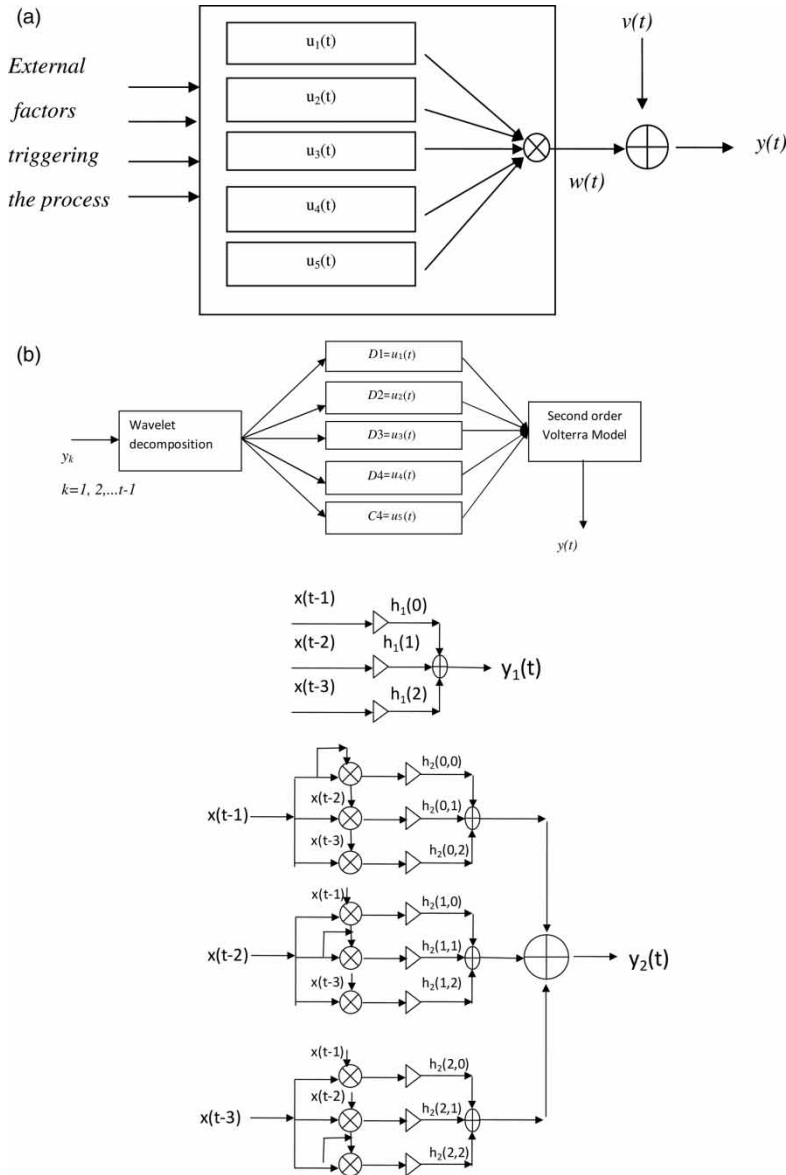 (a)
External
factors
triggering
the process
u1(t)
u2(t)
u3(t)
u4(t)
u5(t)
v(t)
w(t)
y(t)
(b)
yk
k=1, 2,...t-1
Wavelet
decomposition
D1=u1(t)
D2=u2(t)
D3=u3(t)
D4=u4(t)
C4=u5(t)
Second order
Volterra Model
y(t)
x(t-1)
h1(0)
x(t-2)
h1(1)
x(t-3)
h1(2)
y1(t)
x(t-1)
x(t-2)
x(t-3)
h2(0,0)
h2(0,1)
h2(0,2)
x(t-2)
x(t-1)
x(t-3)
h2(1,0)
h2(1,1)
h2(1,2)
y2(t)
x(t-3)
x(t-1)
x(t-2)
h2(2,0)
h2(2,1)
h2(2,2)